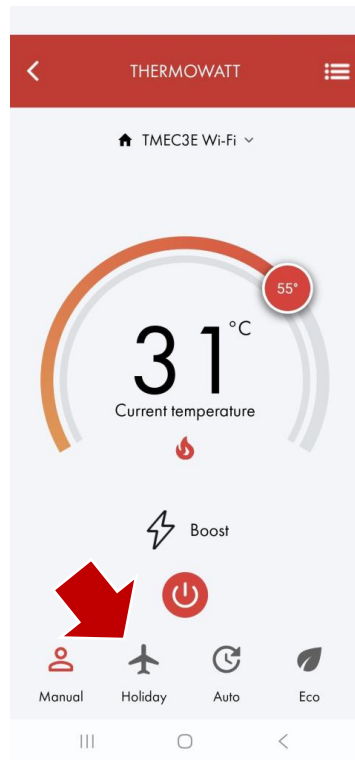 THERMOWATT
TMEC3E Wi-Fi
55°
31°C
Current temperature
Boost
Manual Holiday Auto Eco